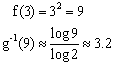 f(3) = 3² = 9
g⁻¹(9) ≈ log 9 / log 2 ≈ 3.2